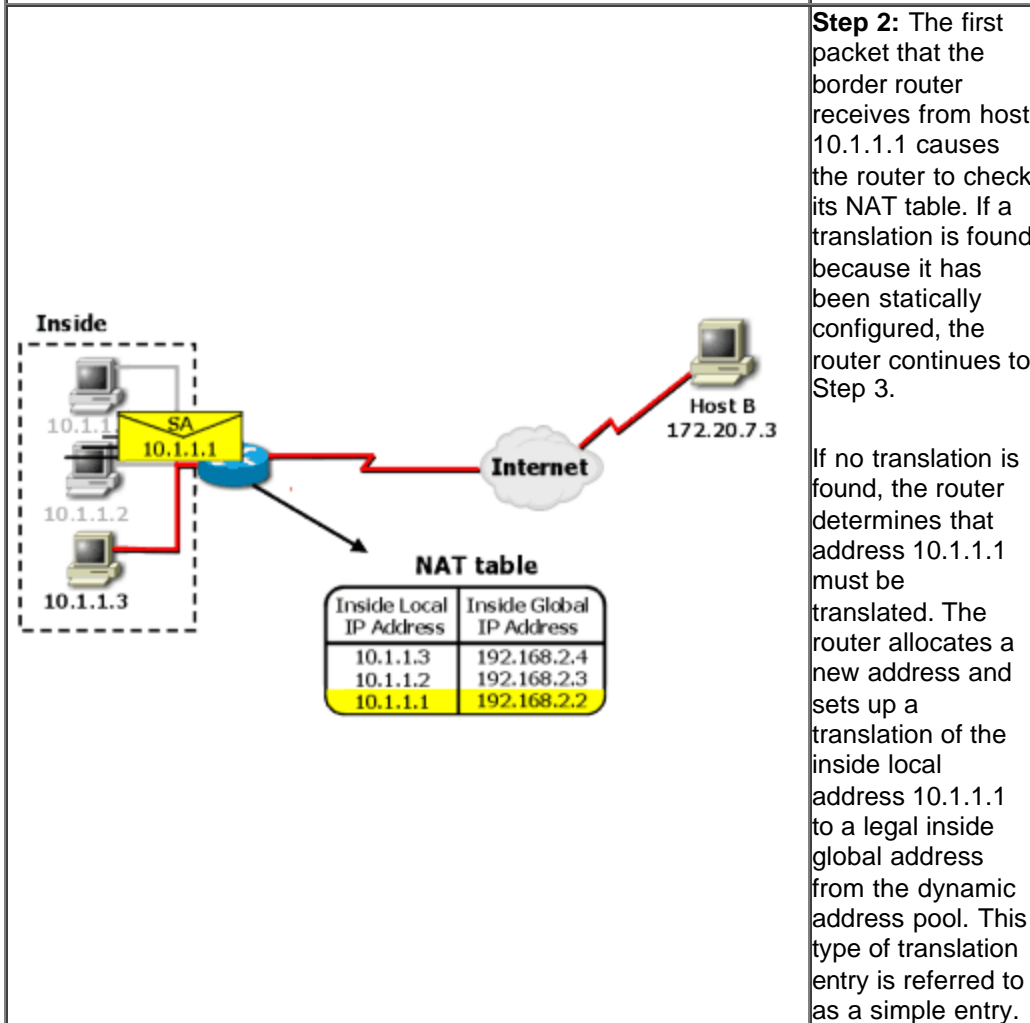 Step 2: The first
packet that the
border router
receives from host
10.1.1.1 causes
the router to check
its NAT table. If a
translation is found
because it has
been statically
configured, the
router continues to
Step 3.
If no translation is
found, the router
determines that
address 10.1.1.1
must be
translated. The
router allocates a
new address and
sets up a
translation of the
inside local
address 10.1.1.1
to a legal inside
global address
from the dynamic
address pool. This
type of translation
entry is referred to
as a simple entry.
Inside
10.1.1.
SA
10.1.1.1
10.1.1.2
10.1.1.3
Internet
Host B
172.20.7.3
NAT table
Inside Local Inside Global
IP Address IP Address
10.1.1.3 192.168.2.4
10.1.1.2 192.168.2.3
10.1.1.1 192.168.2.2